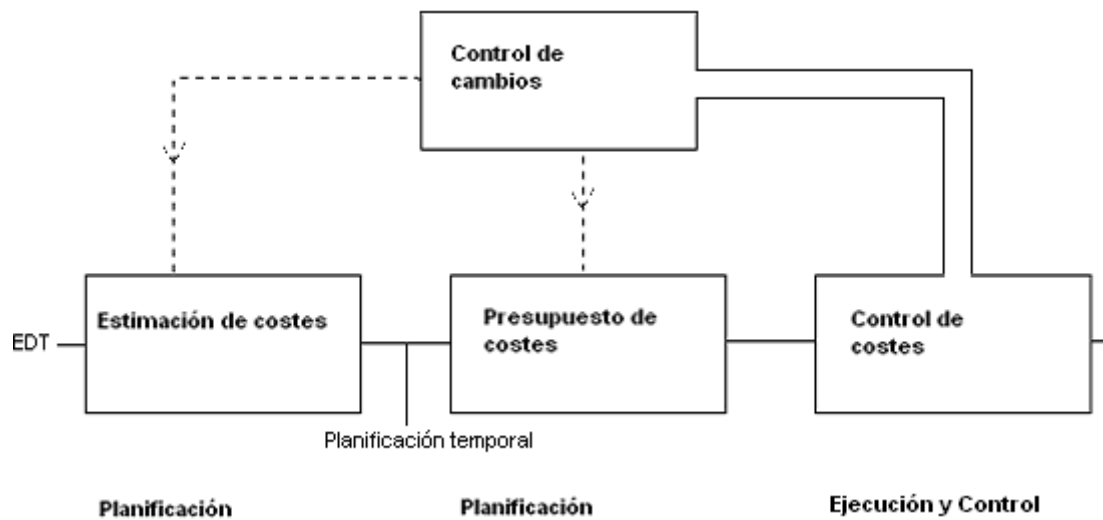 Control de
cambios
Estimación de costes
Presupuesto de
costes
Control de
costes
EDT
Planificación temporal
Planificación
Planificación
Ejecución y Control